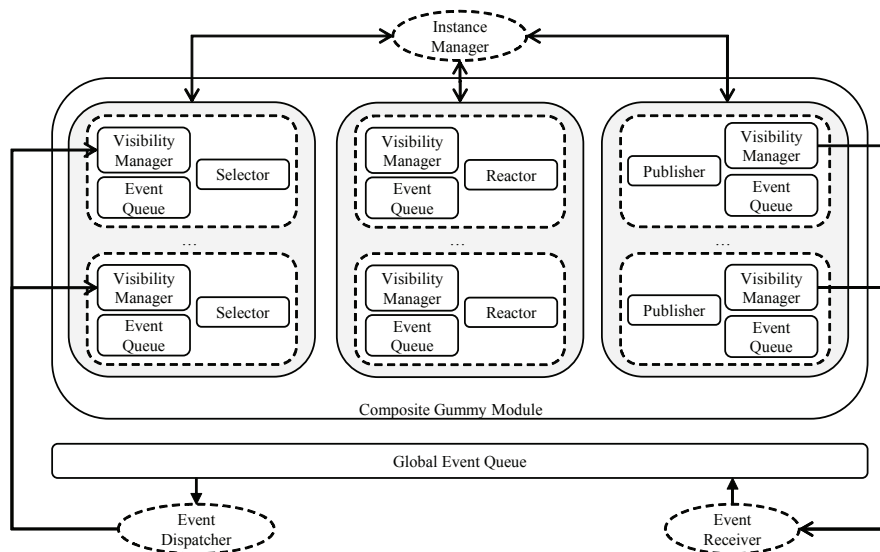 Instance
Manager
Visibility
Manager
Selector
Event
Queue
...
Visibility
Manager
Selector
Event
Queue
Visibility
Manager
Reactor
Event
Queue
...
Visibility
Manager
Reactor
Event
Queue
Visibility
Manager
Publisher
Event
Queue
...
Visibility
Manager
Publisher
Event
Queue
Composite Gummy Module
Global Event Queue
Event
Dispatcher
Event
Receiver